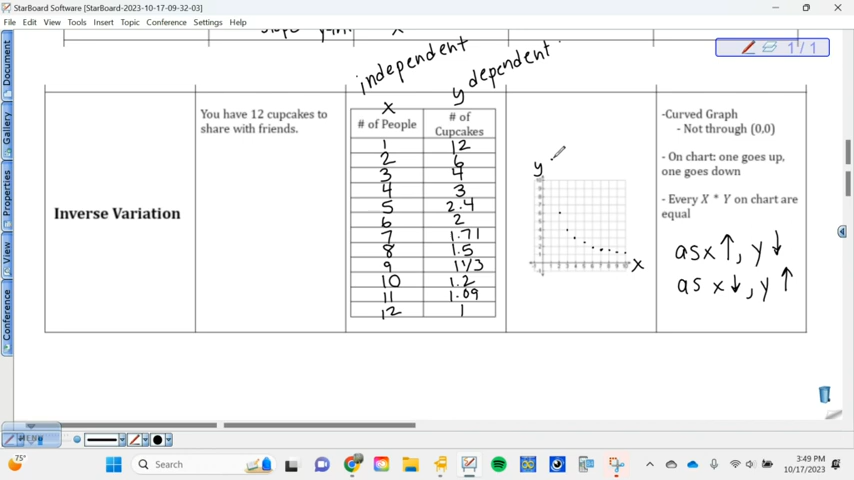 StarBoard Software [StarBoard-2023-10-17-09-32-03]
File Edit View Tools Insert Topic Conference Settings Help
1/1
Document
Gallery
Properties
View
Conference
independent
y dependent
x
Inverse Variation
You have 12 cupcakes to
share with friends.
# of People
# of
Cupcakes
1 12
2 6
3 4
4 3
5 2.4
6 2
7 1.71
8 1.5
9 1 1/3
10 1.2
11 1.09
12 1
y
x
-Curved Graph
- Not through (0,0)
- On chart: one goes up,
one goes down
- Every X * Y on chart are
equal
as x ↑, y ↓
as x ↓, y ↑
MENU
75°
Search
3:49 PM
10/17/2023